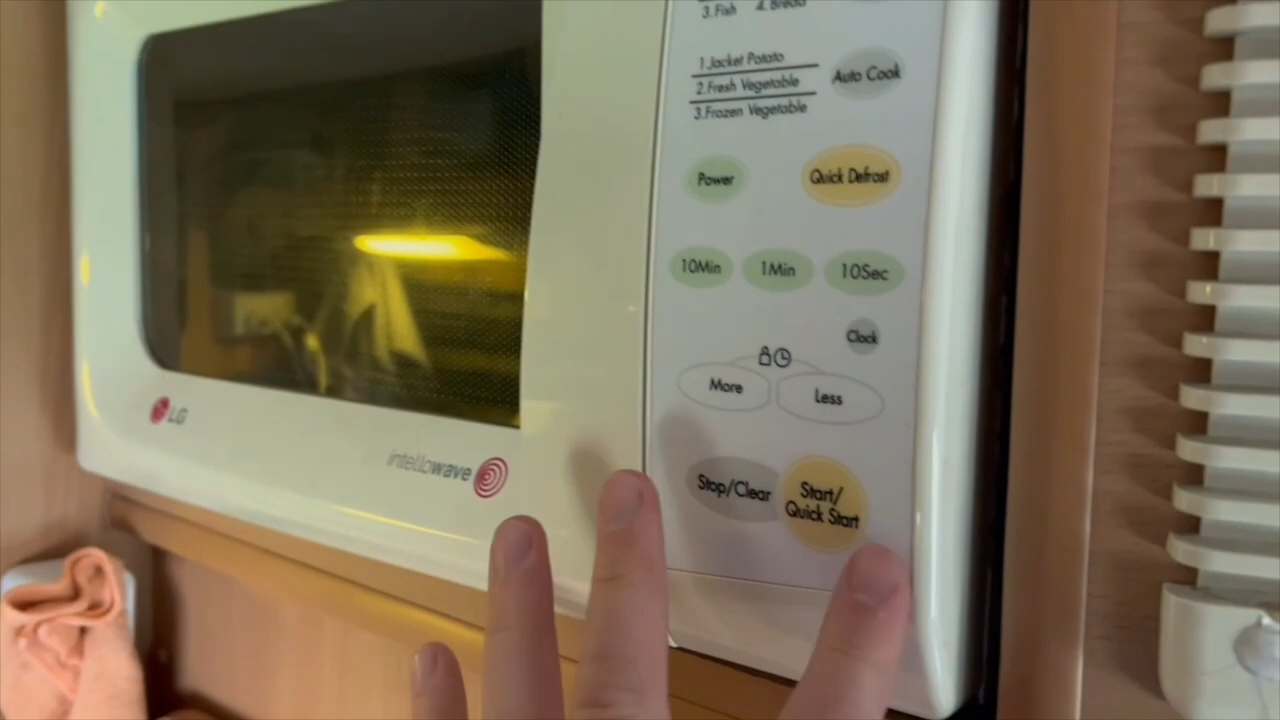 3.Fish 4.Bread
1.Jacket Potato
2.Fresh Vegetable
3.Frozen Vegetable
Auto Cook
Power
Quick Defrost
10Min
1Min
10Sec
Clock
More
Less
Stop/Clear
Start/
Quick Start
LG
intellowave